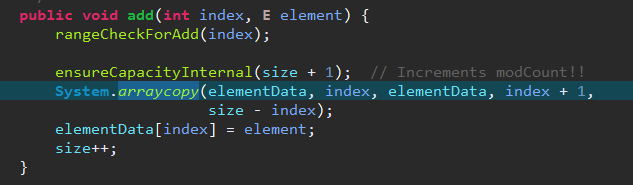 public void add(int index, E element) {
rangeCheckForAdd(index);
ensureCapacityInternal(size + 1);  // Increments modCount!!
System.arraycopy(elementData, index, elementData, index + 1,
size - index);
elementData[index] = element;
size++;
}